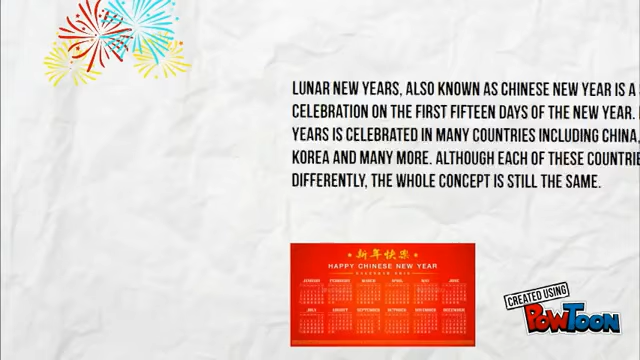 LUNAR NEW YEARS, ALSO KNOWN AS CHINESE NEW YEAR IS A
CELEBRATION ON THE FIRST FIFTEEN DAYS OF THE NEW YEAR.
YEARS IS CELEBRATED IN MANY COUNTRIES INCLUDING CHINA,
KOREA AND MANY MORE. ALTHOUGH EACH OF THESE COUNTRIE
DIFFERENTLY, THE WHOLE CONCEPT IS STILL THE SAME.
新年快樂
HAPPY CHINESE NEW YEAR
CREATED USING
POWTOON